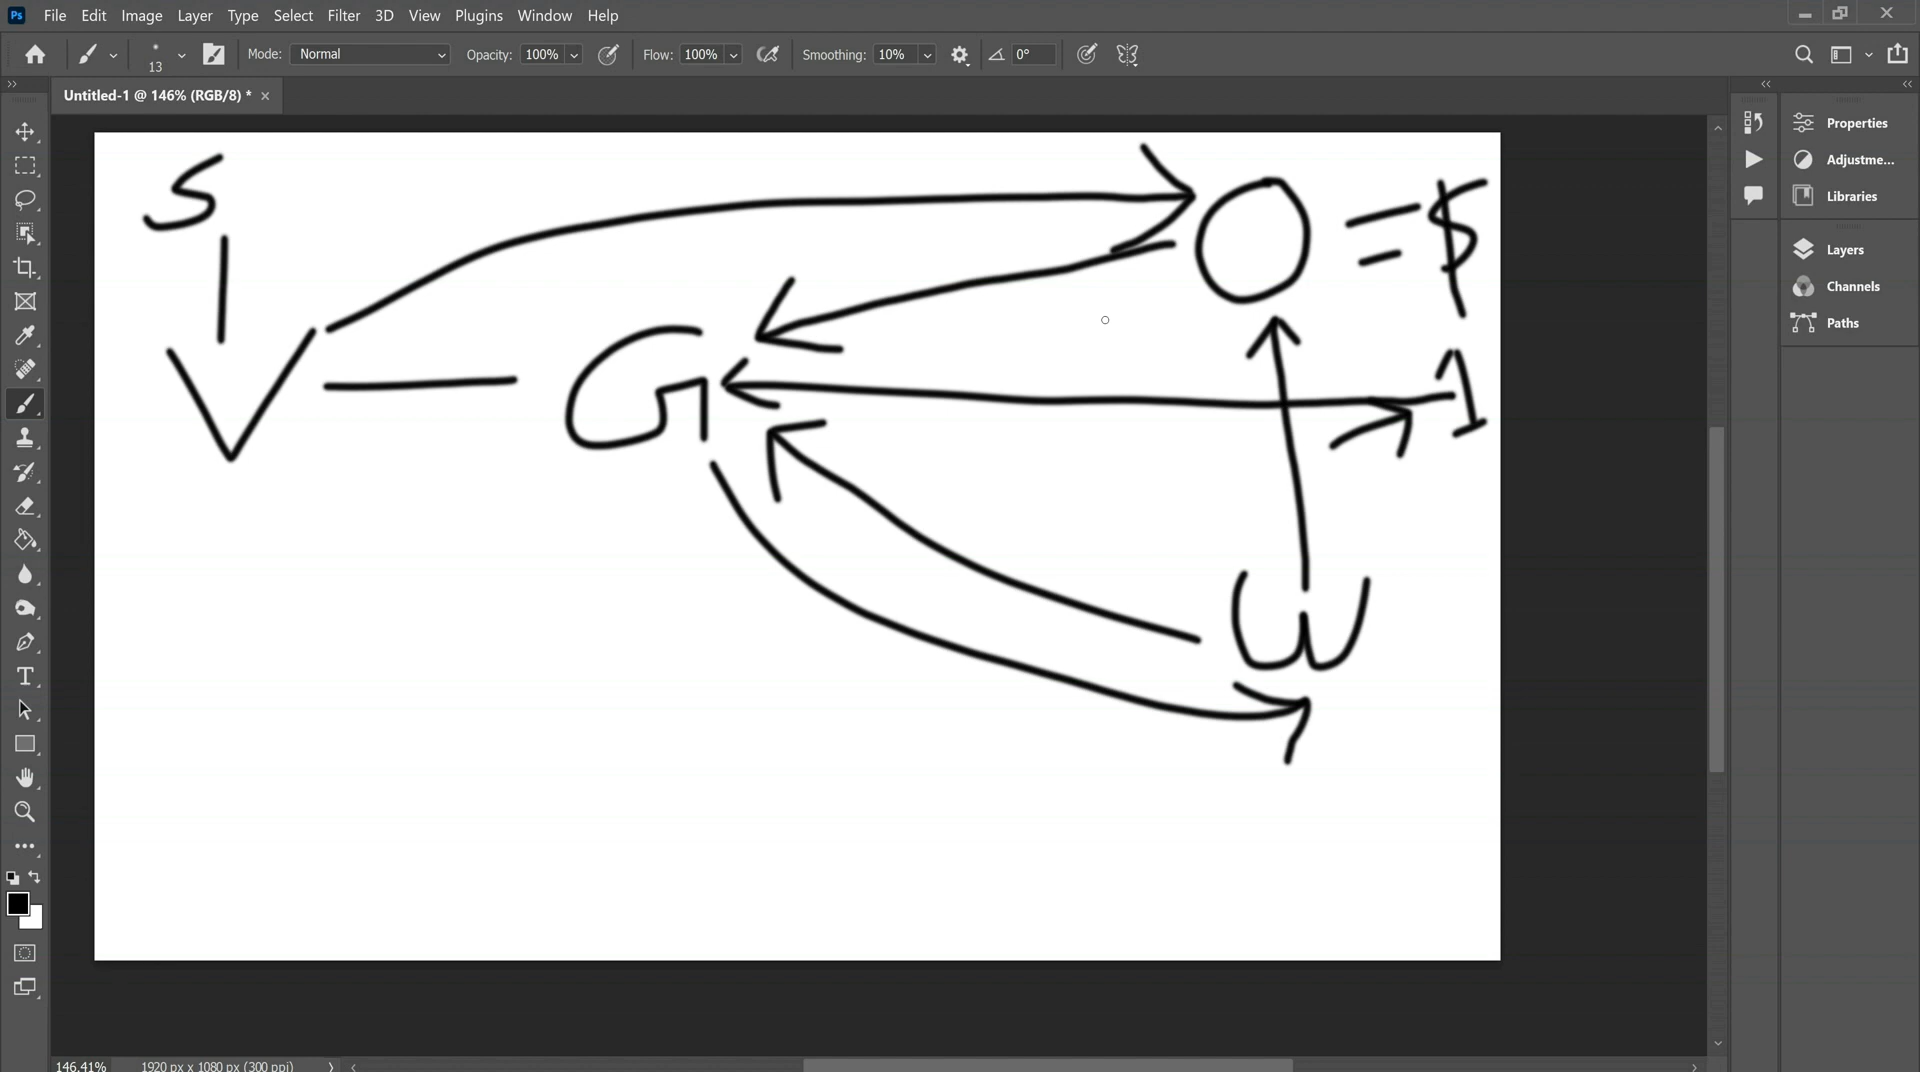 File Edit Image Layer Type Select Filter 3D View Plugins Window Help
13 Mode: Normal Opacity: 100% Flow: 100% Smoothing: 10% 0°
Untitled-1 @ 146% (RGB/8) *
Properties
Adjustme...
Libraries
Layers
Channels
Paths
S
O = $
V
G
1
W
146.41% 1920 px x 1080 px (300 ppi)